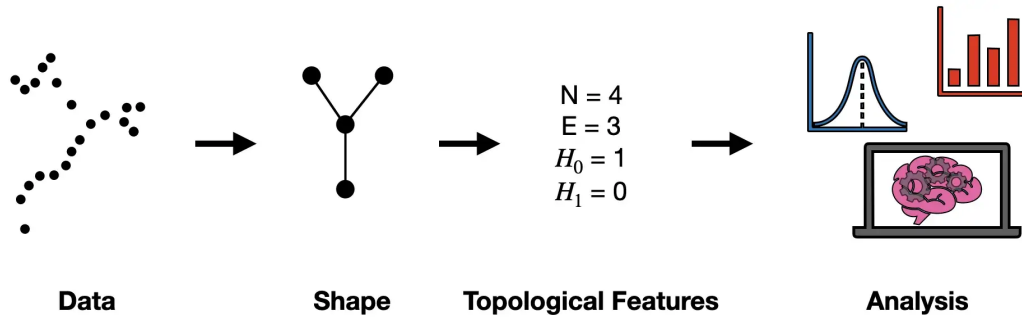 N = 4
E = 3
H₀ = 1
H₁ = 0
Data
Shape
Topological Features
Analysis